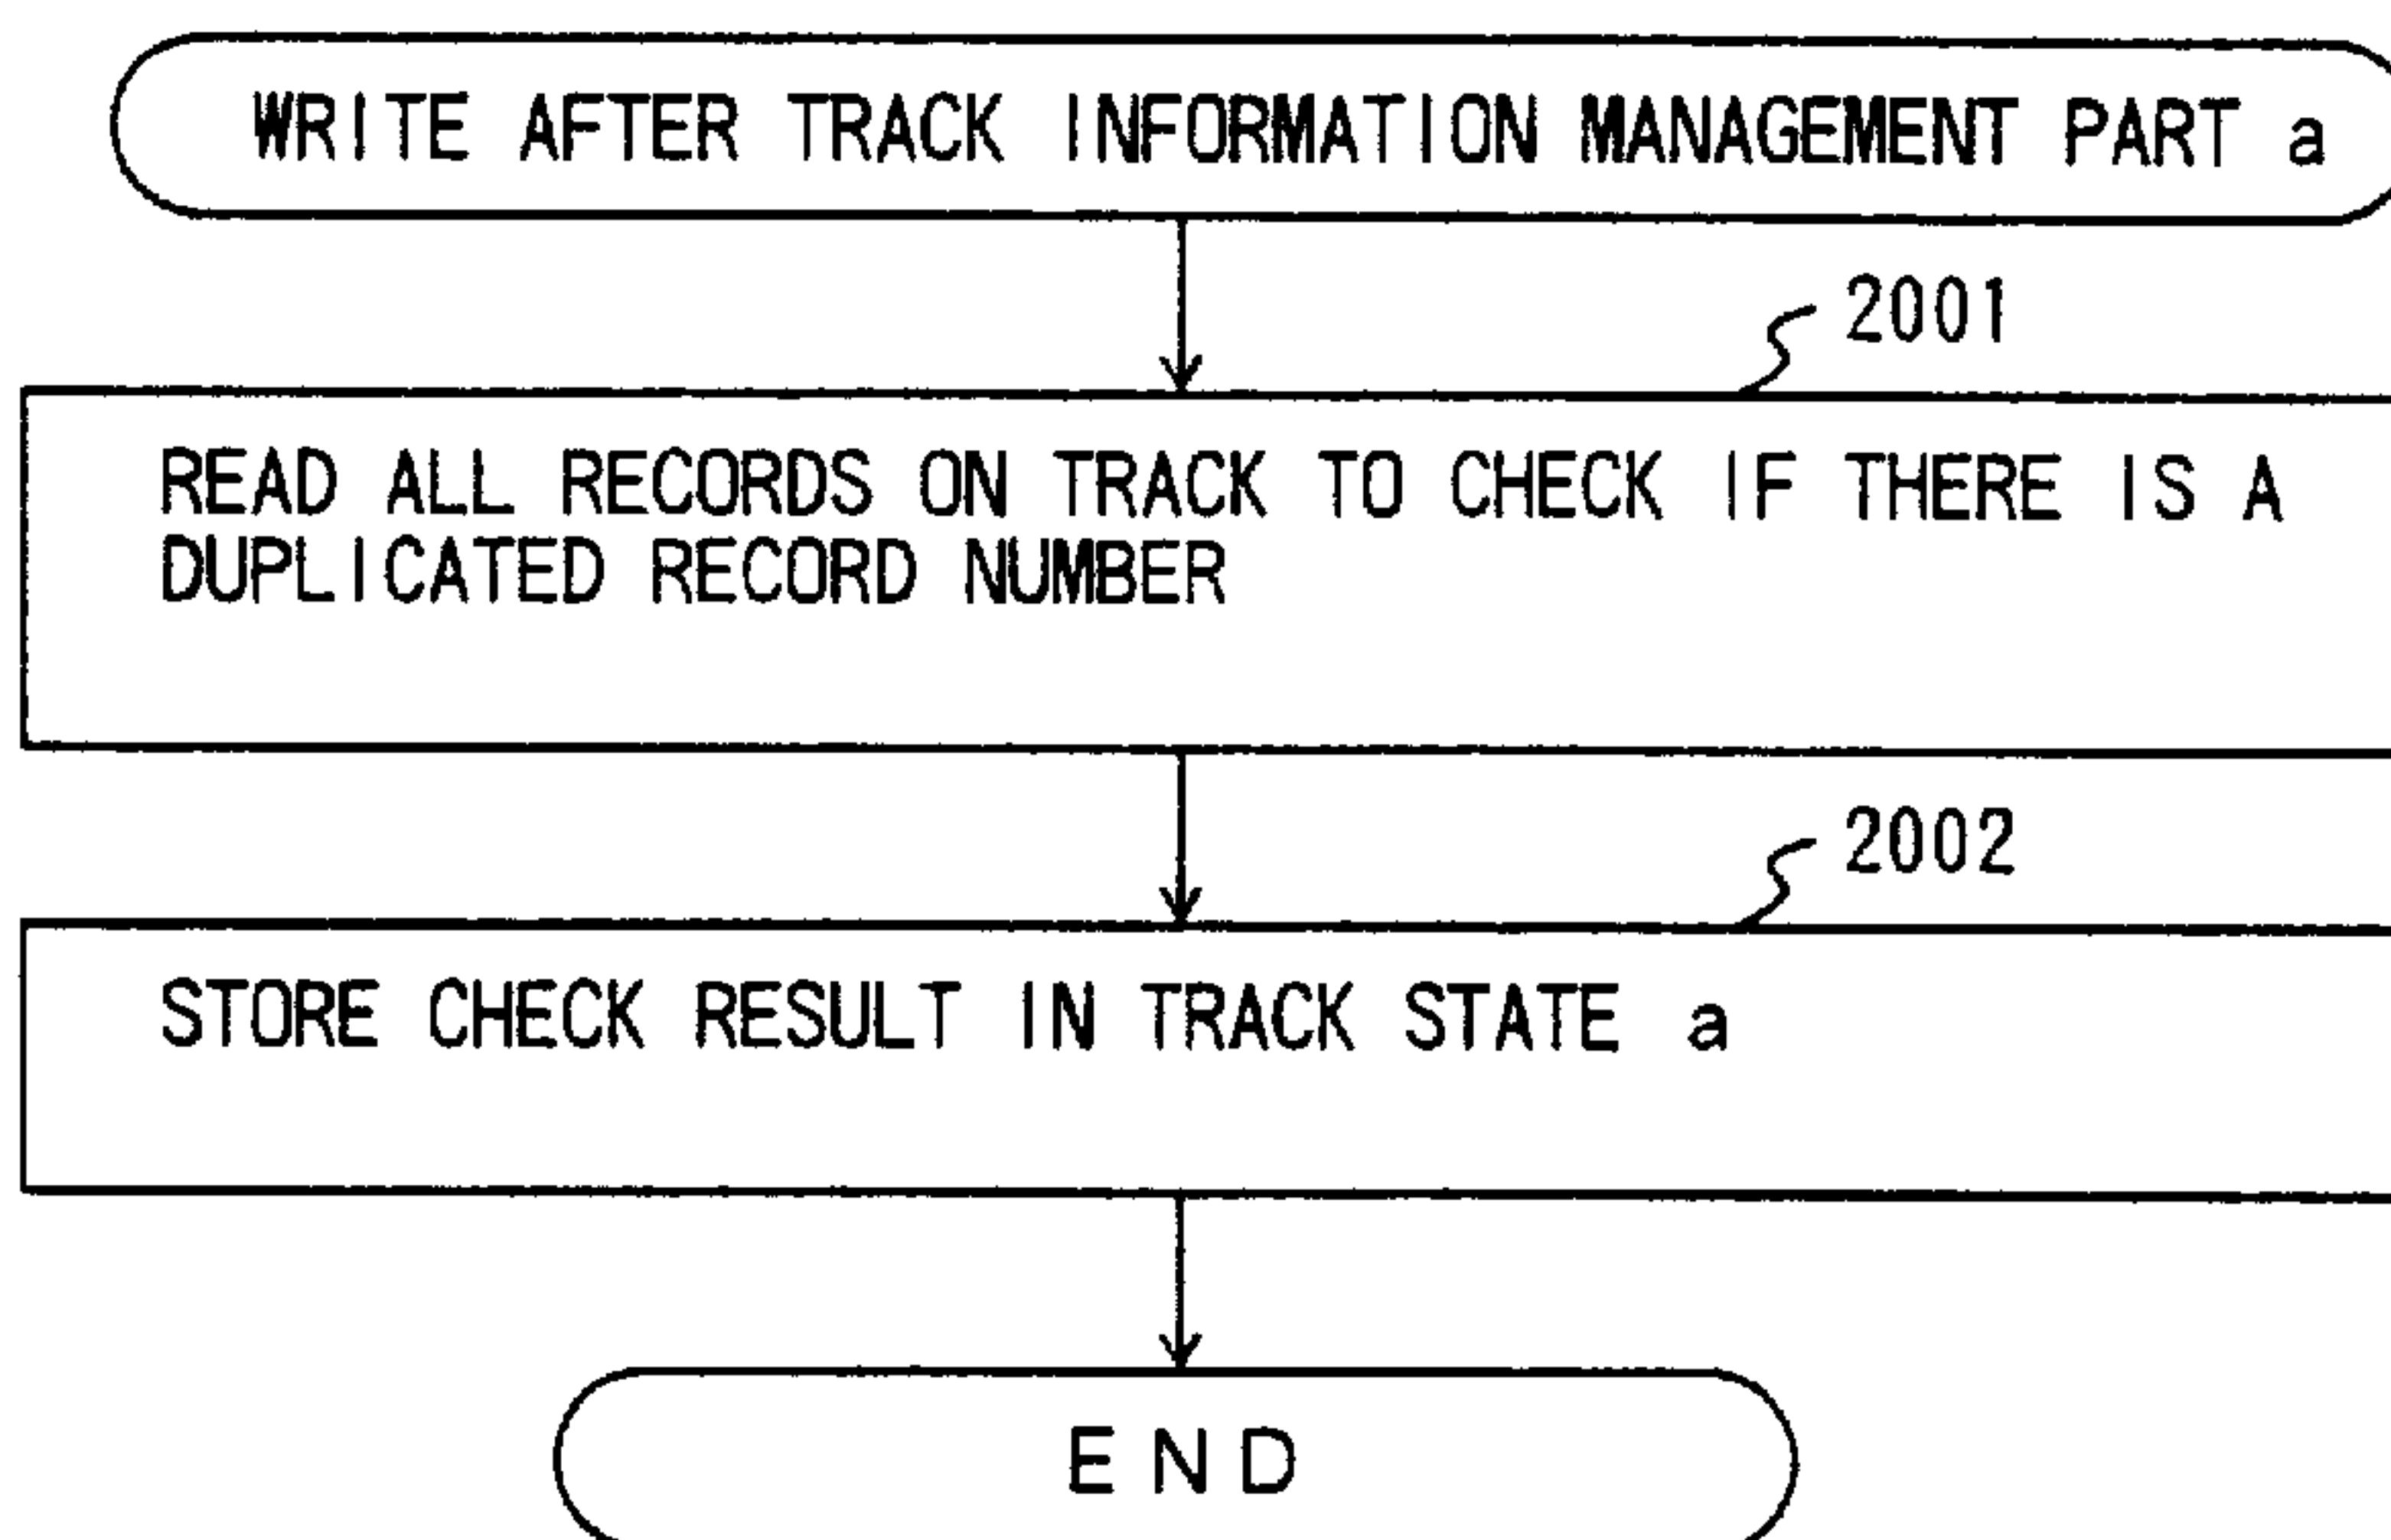 WRITE AFTER TRACK INFORMATION MANAGEMENT PART a
2001
READ ALL RECORDS ON TRACK TO CHECK IF THERE IS A
DUPLICATED RECORD NUMBER
2002
STORE CHECK RESULT IN TRACK STATE a
END